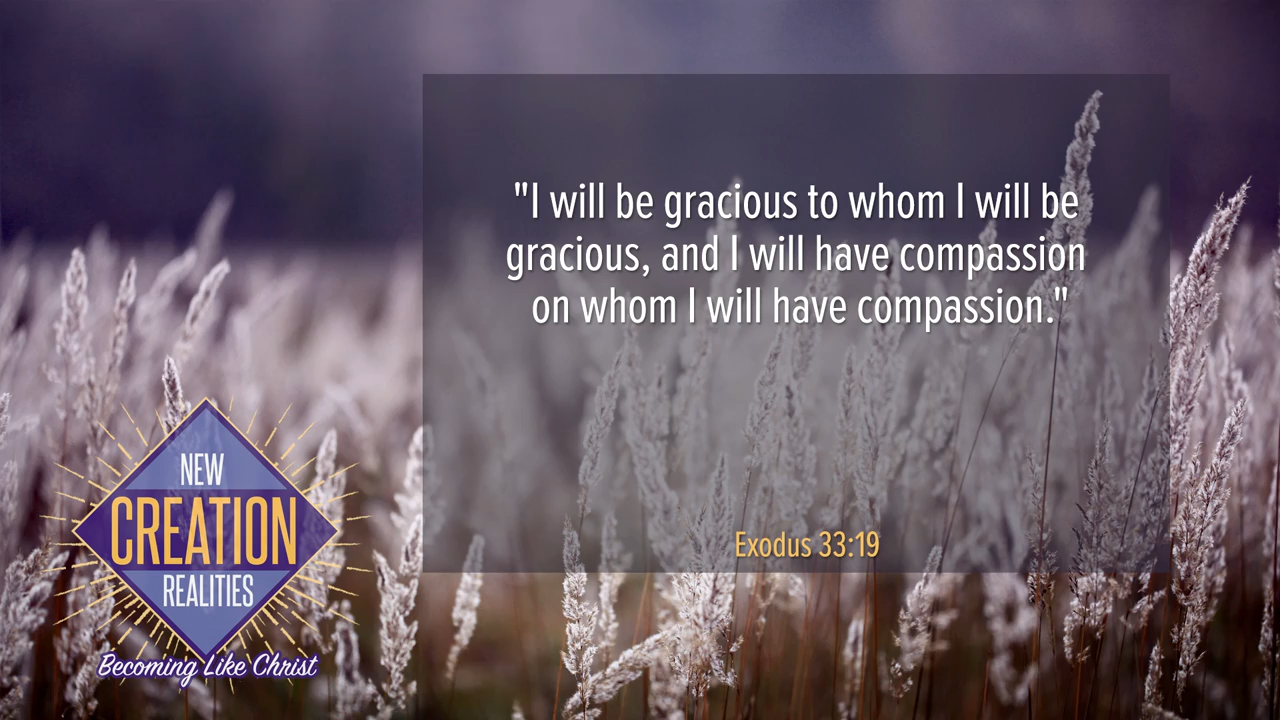 "I will be gracious to whom I will be
gracious, and I will have compassion
on whom I will have compassion."
Exodus 33:19
NEW
CREATION
REALITIES
Becoming Like Christ